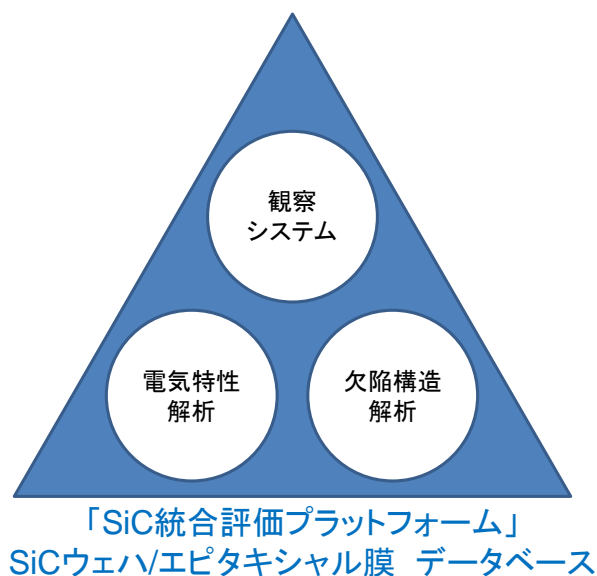 観察
システム
電気特性
解析
欠陥構造
解析
「SiC統合評価プラットフォーム」
SiCウェハ/エピタキシャル膜　データベース